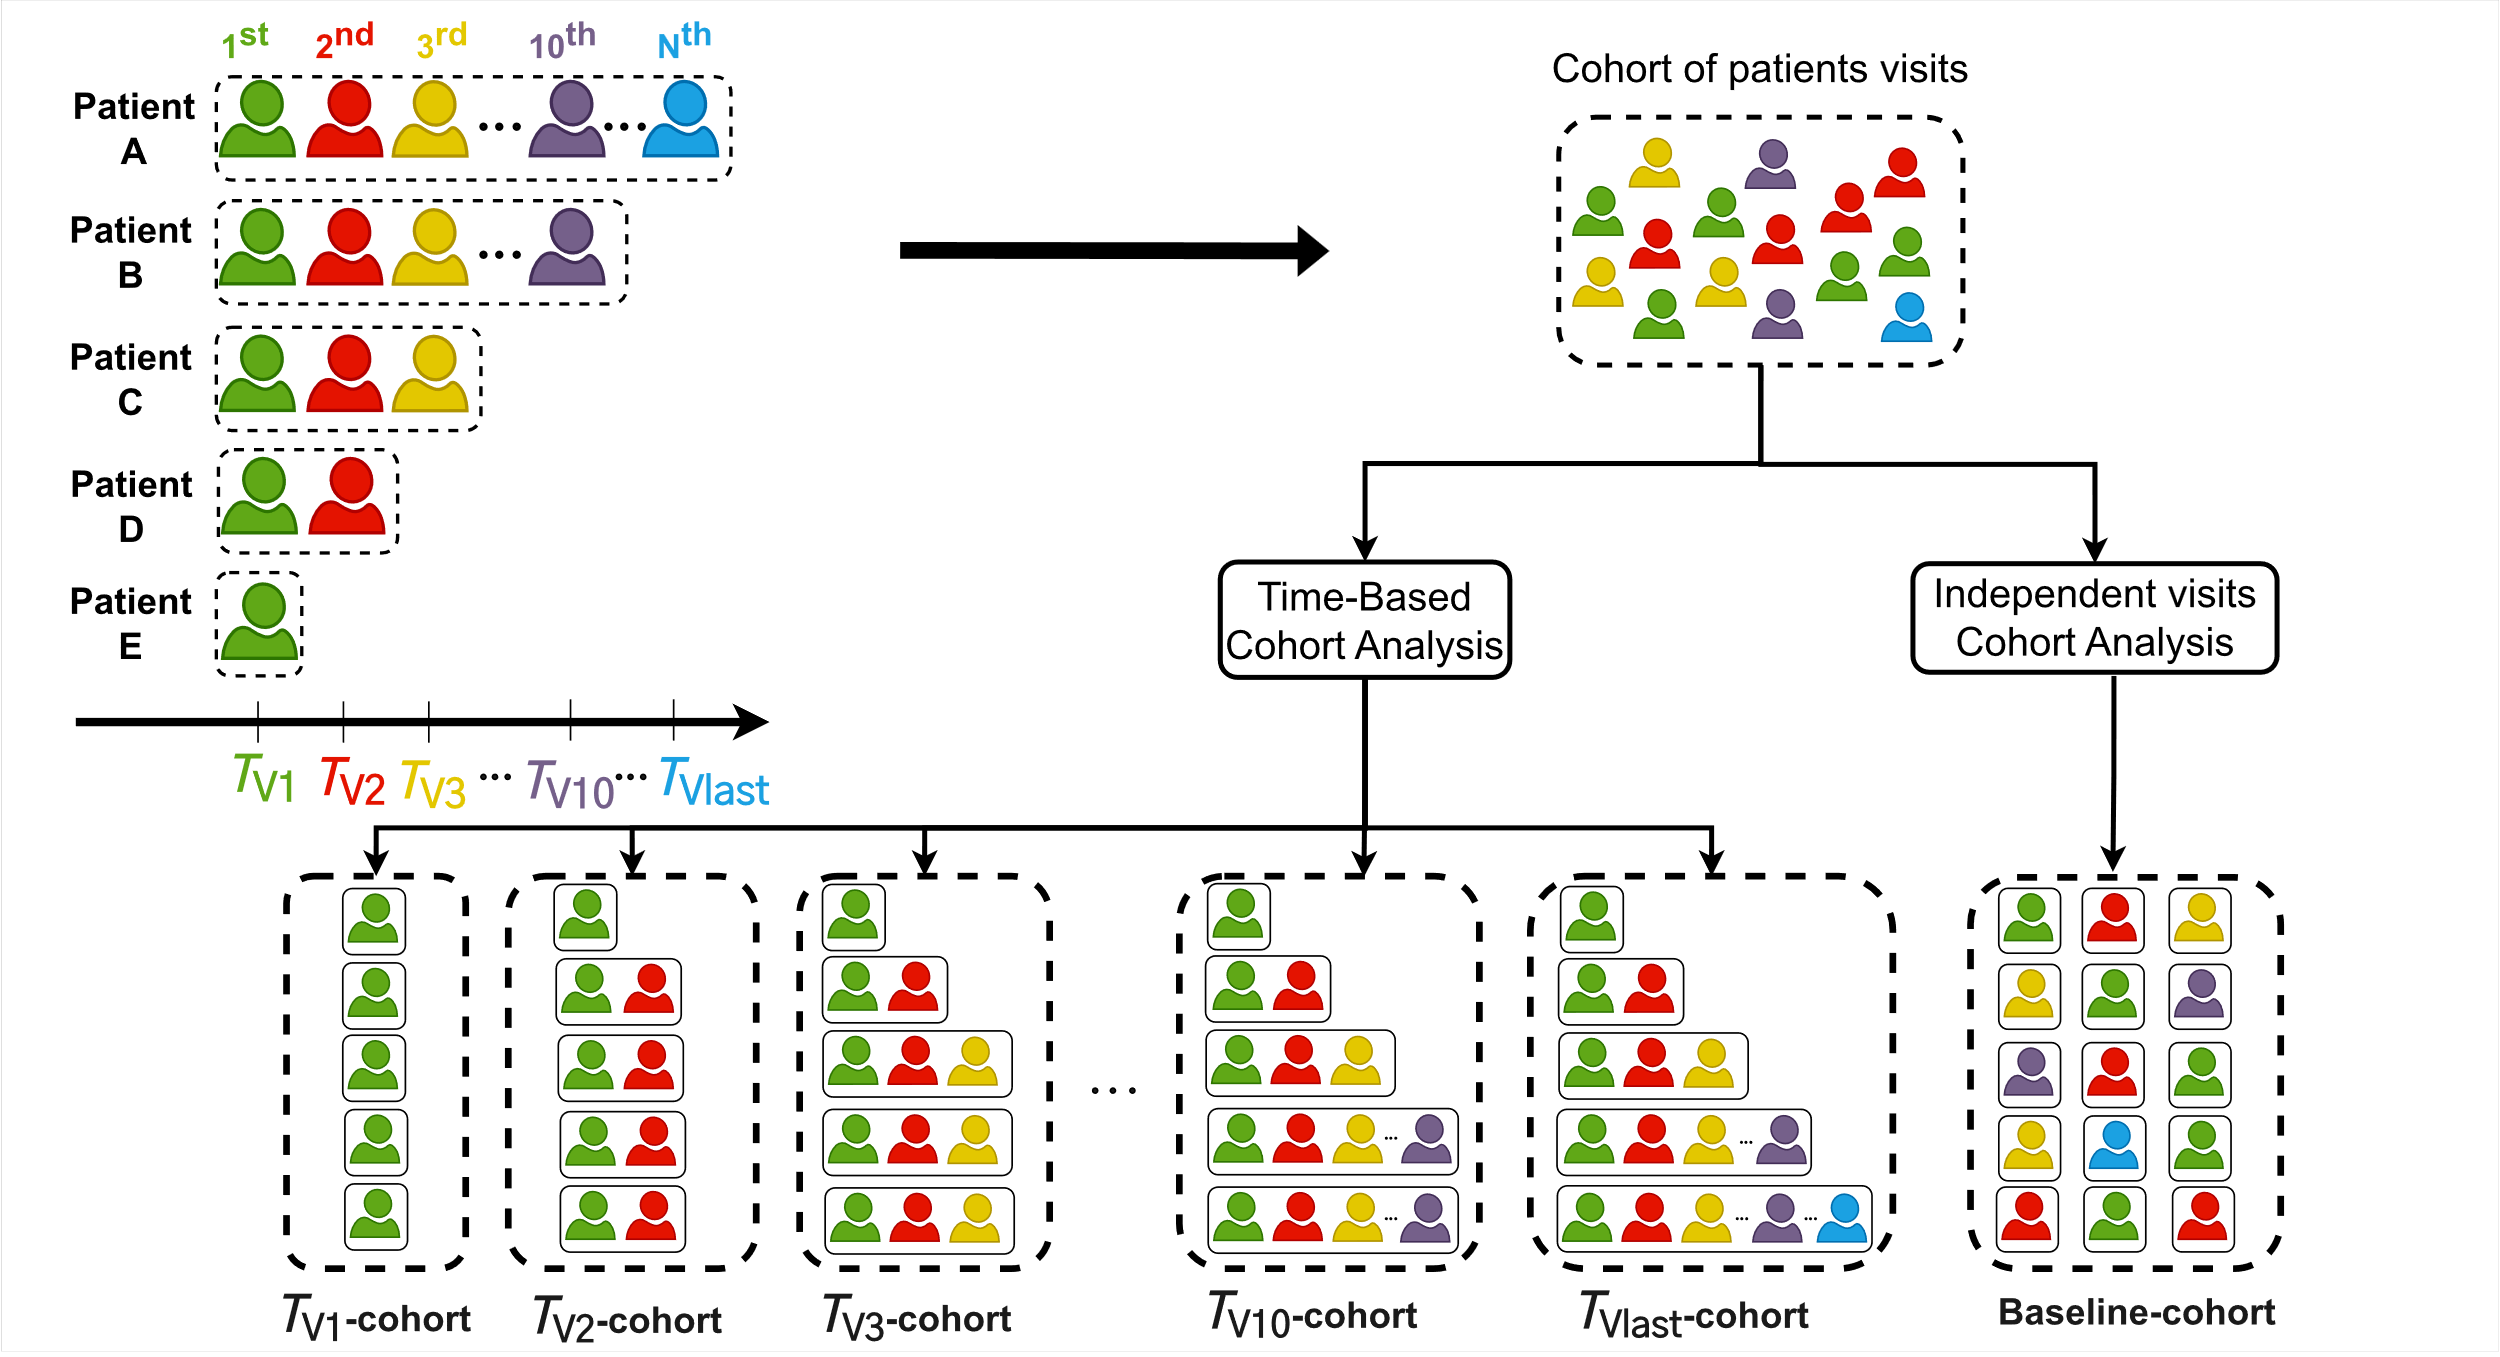 1st 2nd 3rd 10th Nth
Patient
A
Patient
B
Patient
C
Patient
D
Patient
E
TV1 TV2 TV3 ... TV10 ... TVlast
Cohort of patients visits
Time-Based
Cohort Analysis
Independent visits
Cohort Analysis
...
TV1-cohort TV2-cohort TV3-cohort TV10-cohort TVlast-cohort Baseline-cohort